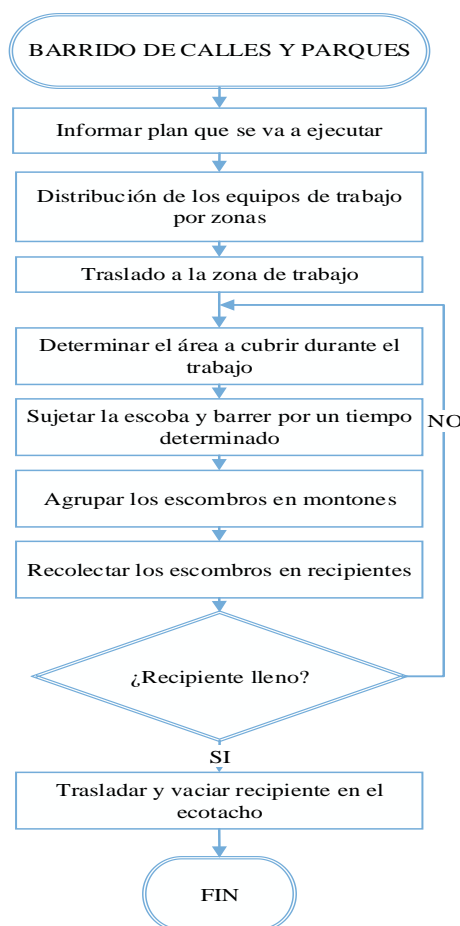 BARRIDO DE CALLES Y PARQUES
Informar plan que se va a ejecutar
Distribución de los equipos de trabajo
por zonas
Traslado a la zona de trabajo
Determinar el área a cubrir durante el
trabajo
Sujetar la escoba y barrer por un tiempo
determinado
NO
Agrupar los escombros en montones
Recolectar los escombros en recipientes
¿Recipiente lleno?
SI
Trasladar y vaciar recipiente en el
ecotacho
FIN